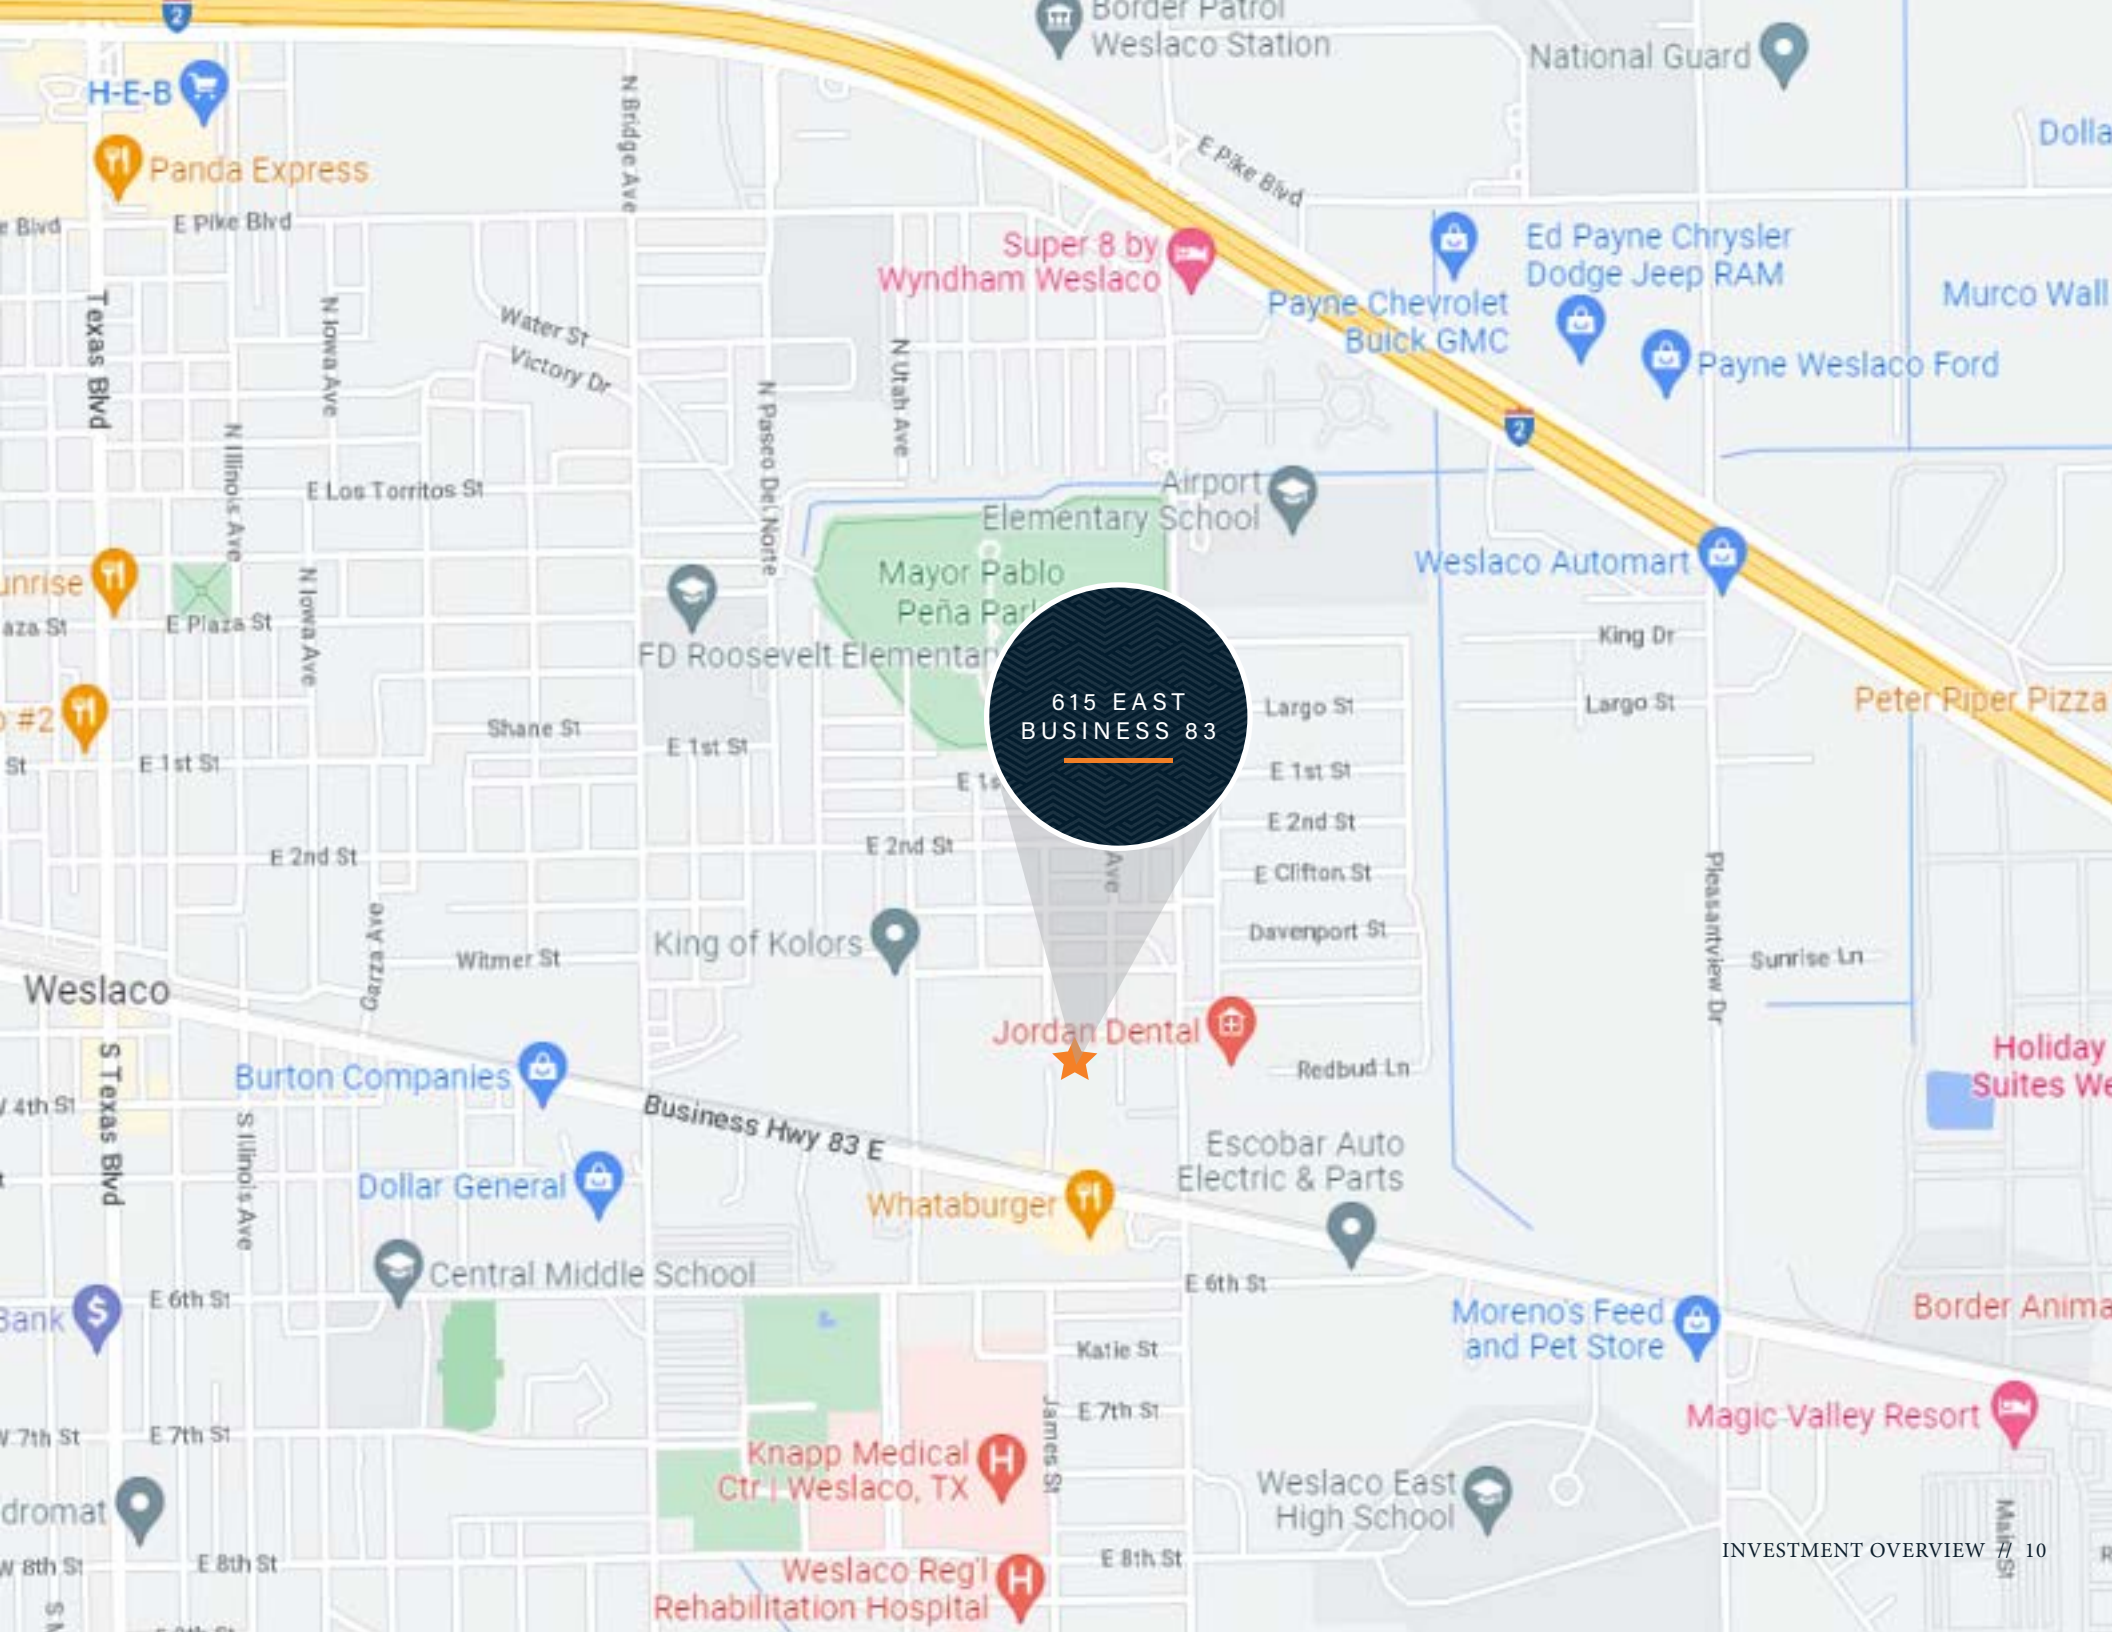 Border Patrol
Weslaco Station
National Guard
2
H-E-B
Panda Express
Dolla
E Pike Blvd
N Bridge Ave
e Blvd
E Pike Blvd
Super 8 by
Wyndham Weslaco
Ed Payne Chrysler
Dodge Jeep RAM
Payne Chevrolet
Buick GMC
Murco Wall
Payne Weslaco Ford
Texas Blvd
N Iowa Ave
Water St
Victory Dr
N Utah Ave
N Paseo Del Norte
2
N Illinois Ave
E Los Torritos St
Airport
Elementary School
Weslaco Automart
Mayor Pablo
Peña Par
unrise
aza St
E Plaza St
N Iowa Ave
FD Roosevelt Elementar
King Dr
615 EAST
BUSINESS 83
Largo St
Largo St
Peter Piper Pizza
o #2
Shane St
E 1st St
St
E 1st St
E 1s
E 1st St
E 2nd St
E 2nd St
E 2nd St
Ave
E Clifton St
Pleasantview Dr
Garza Ave
Davenport St
King of Kolors
Witmer St
Sunrise Ln
Weslaco
Jordan Dental
Redbud Ln
Holiday
Suites We
Burton Companies
Business Hwy 83 E
S Texas Blvd
4th St
S Illinois Ave
Escobar Auto
Electric & Parts
Dollar General
Whataburger
Central Middle School
E 6th St
E 6th St
Bank
Moreno's Feed
and Pet Store
Border Anima
Katie St
Magic Valley Resort
James St
E 7th St
W 7th St
E 7th St
Knapp Medical
Ctr | Weslaco, TX
Weslaco East
High School
dromat
Main St
INVESTMENT OVERVIEW // 10
W 8th St
E 8th St
E 8th St
Weslaco Reg'l
Rehabilitation Hospital